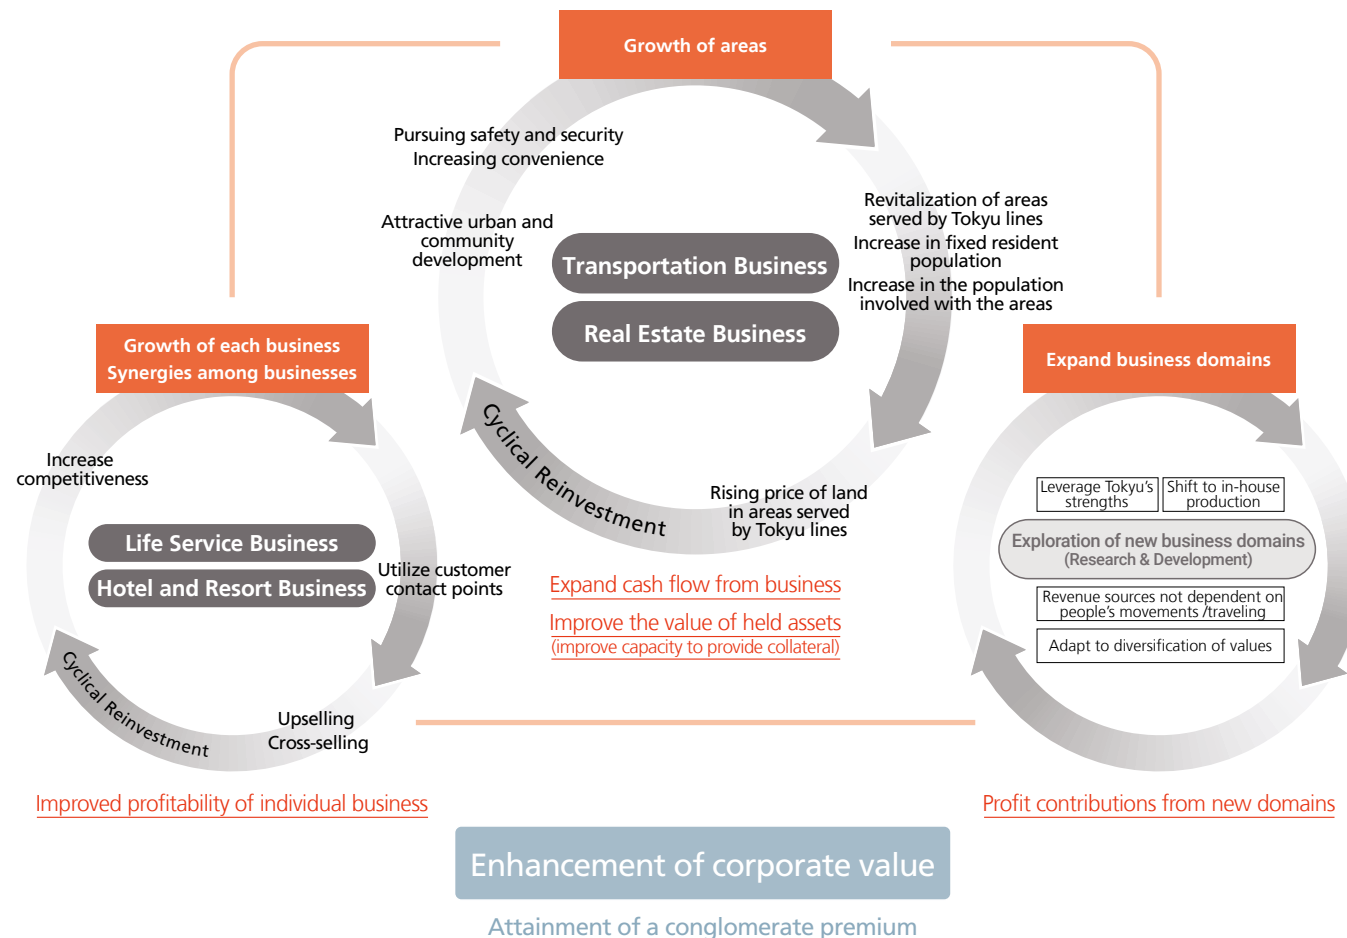 Growth of areas
Pursuing safety and security
Increasing convenience
Attractive urban and
community
development
Transportation Business
Real Estate Business
Revitalization of areas
served by Tokyu lines
Increase in fixed resident
population
Increase in the population
involved with the areas
Rising price of land
in areas served
by Tokyu lines
Cyclical Reinvestment
Expand cash flow from business
Improve the value of held assets
(improve capacity to provide collateral)
Growth of each business
Synergies among businesses
Increase
competitiveness
Life Service Business
Hotel and Resort Business
Utilize customer
contact points
Upselling
Cross-selling
Cyclical Reinvestment
Improved profitability of individual business
Expand business domains
Leverage Tokyu's
strengths
Shift to in-house
production
Exploration of new business domains
(Research & Development)
Revenue sources not dependent on
people's movements /traveling
Adapt to diversification of values
Profit contributions from new domains
Enhancement of corporate value
Attainment of a conglomerate premium